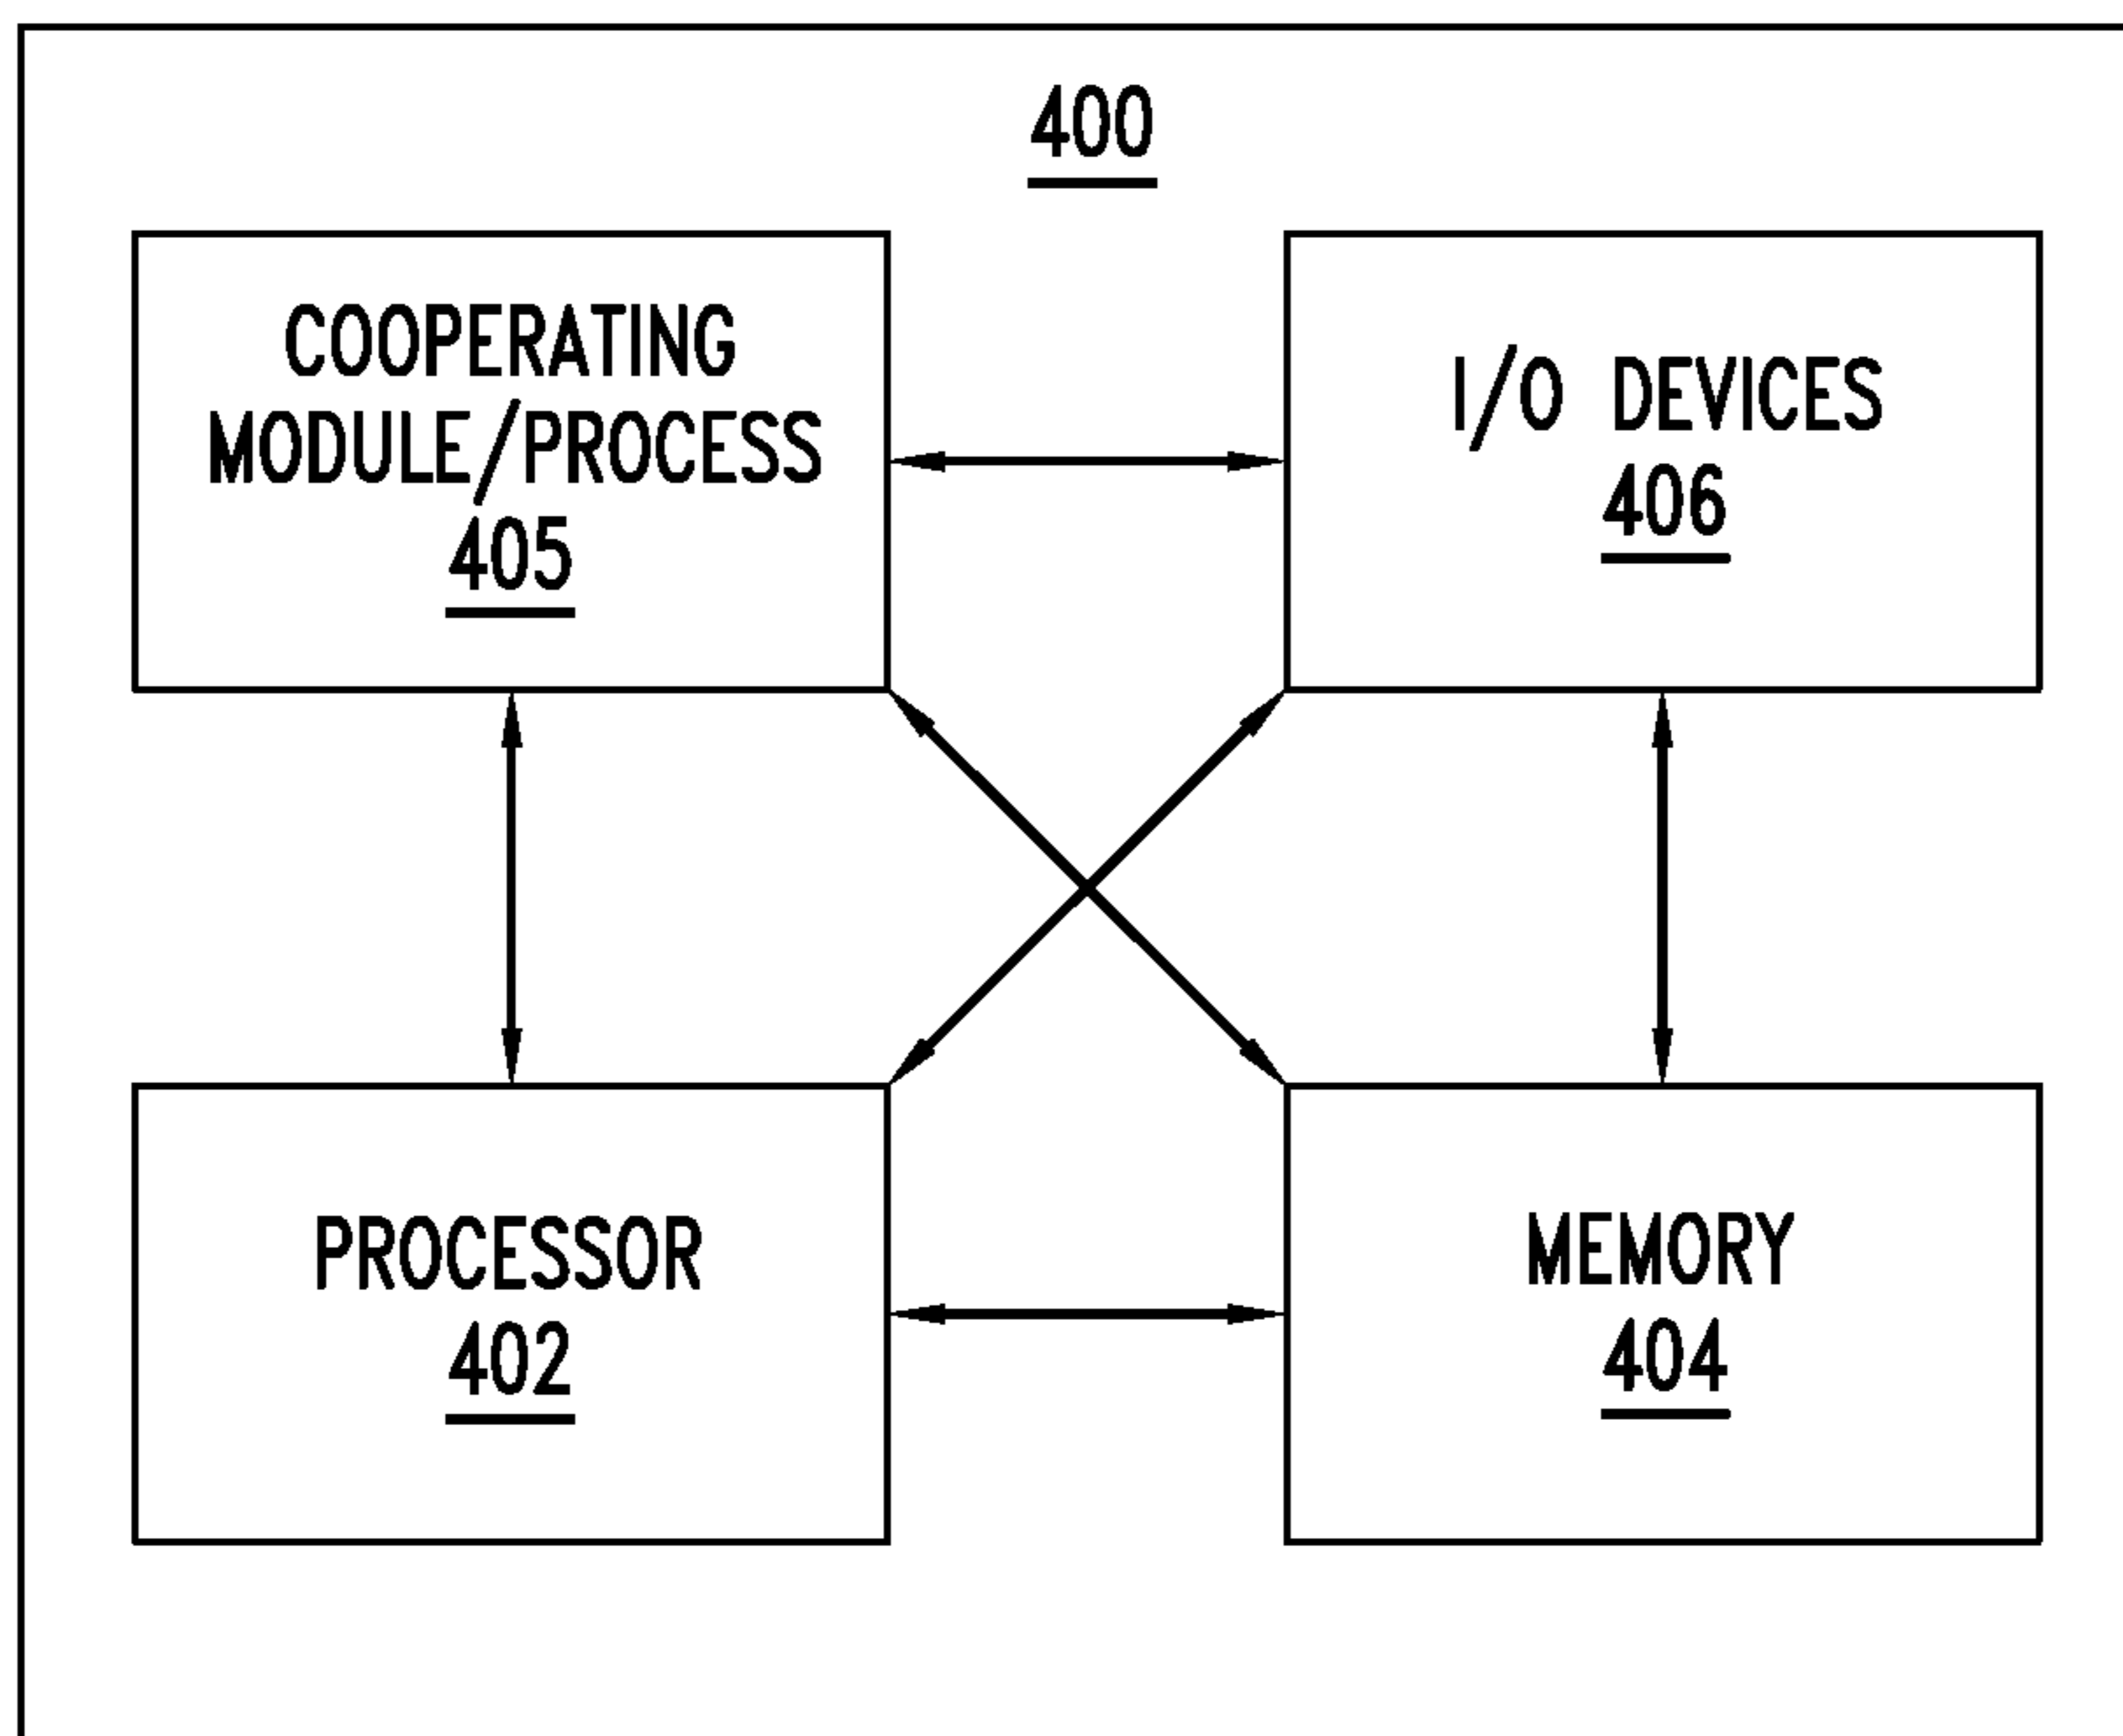 400
COOPERATING
MODULE/PROCESS
405
I/O DEVICES
406
PROCESSOR
402
MEMORY
404